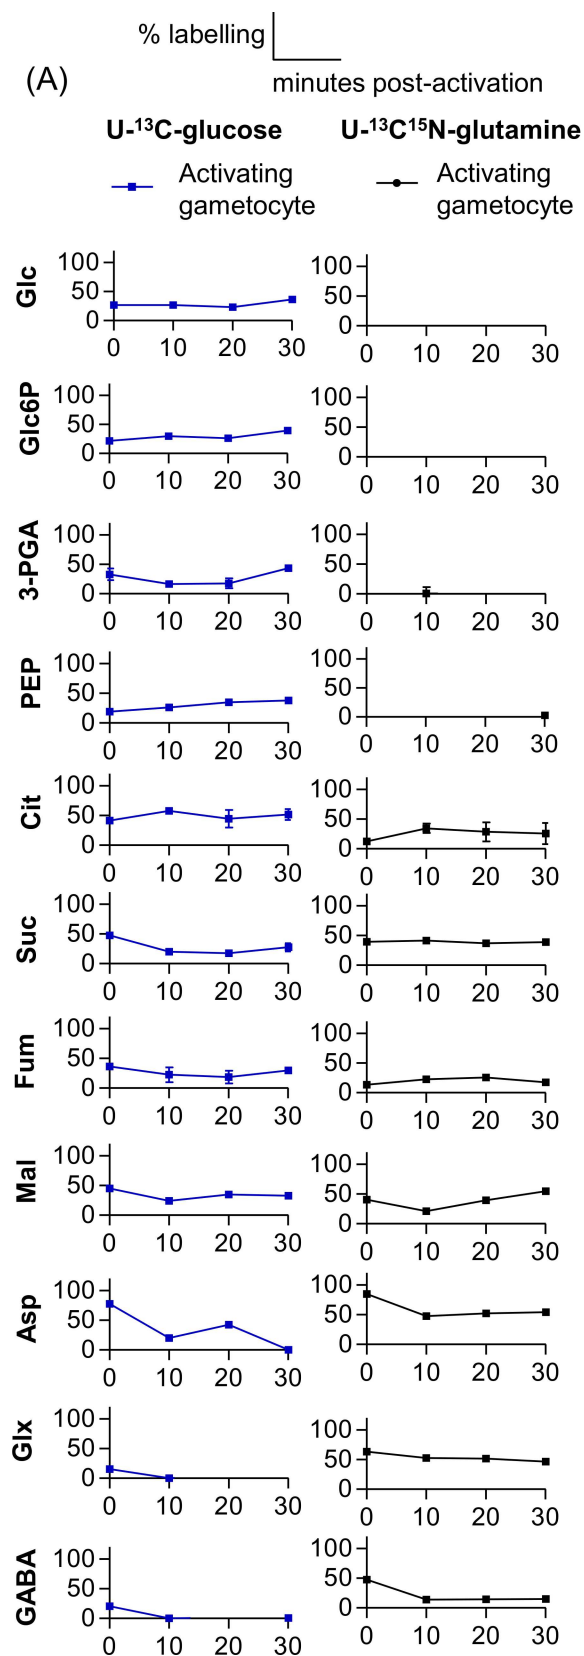 % labelling
minutes post-activation
(A)
U-¹³C-glucose U-¹³C¹⁵N-glutamine
Activating gametocyte Activating gametocyte
Glc
100 50 0
0 10 20 30
100 50 0
0 10 20 30
Glc6P
100 50 0
0 10 20 30
100 50 0
0 10 20 30
3-PGA
100 50 0
0 10 20 30
100 50 0
0 10 20 30
PEP
100 50 0
0 10 20 30
100 50 0
0 10 20 30
Cit
100 50 0
0 10 20 30
100 50 0
0 10 20 30
Suc
100 50 0
0 10 20 30
100 50 0
0 10 20 30
Fum
100 50 0
0 10 20 30
100 50 0
0 10 20 30
Mal
100 50 0
0 10 20 30
100 50 0
0 10 20 30
Asp
100 50 0
0 10 20 30
100 50 0
0 10 20 30
Glx
100 50 0
0 10 20 30
100 50 0
0 10 20 30
GABA
100 50 0
0 10 20 30
100 50 0
0 10 20 30